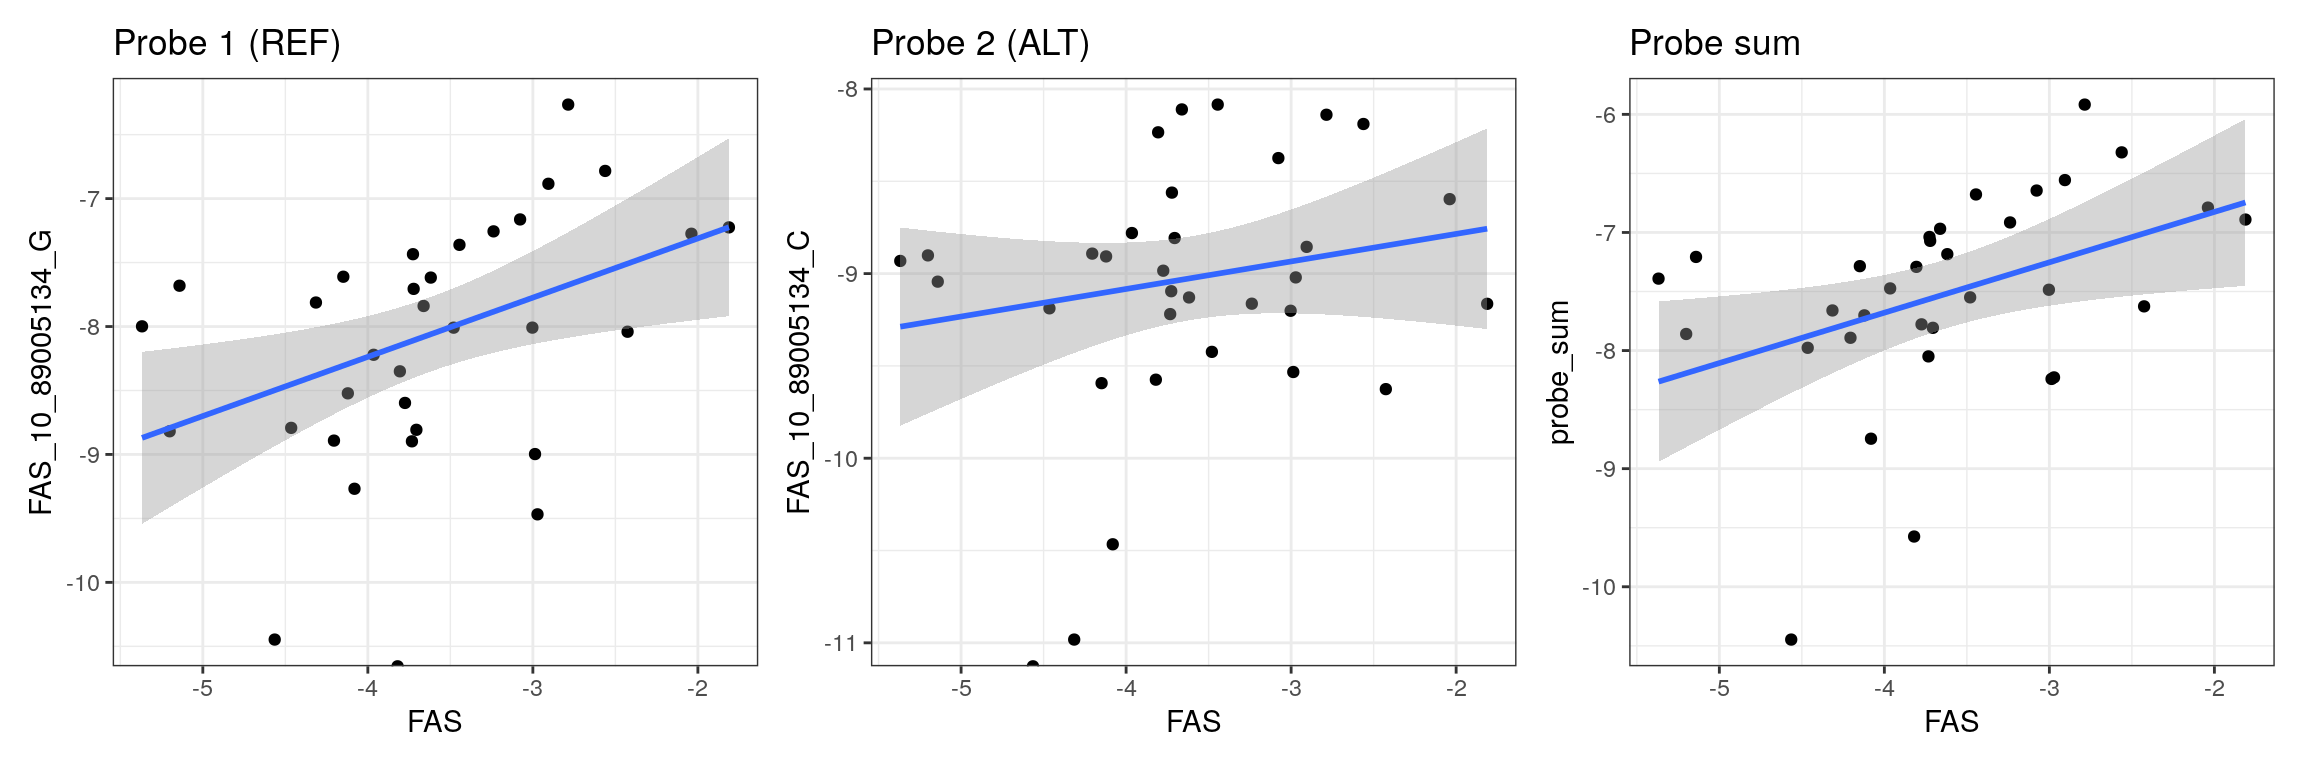 Probe 1 (REF)
FAS_10_89005134_G
-7
-8
-9
-10
-5 -4 -3 -2
FAS
Probe 2 (ALT)
FAS_10_89005134_C
-8
-9
-10
-11
-5 -4 -3 -2
FAS
Probe sum
probe_sum
-6
-7
-8
-9
-10
-5 -4 -3 -2
FAS